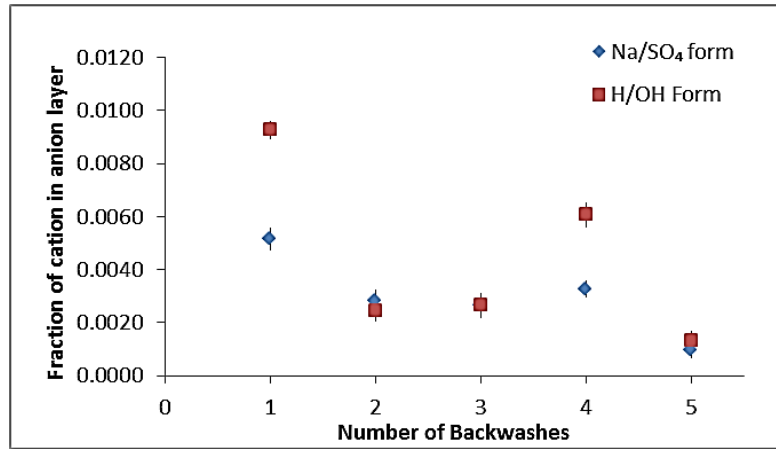 Fraction of cation in anion layer
0.0120
0.0100
0.0080
0.0060
0.0040
0.0020
0.0000
Na/SO₄ form
H/OH Form
0 1 2 3 4 5
Number of Backwashes